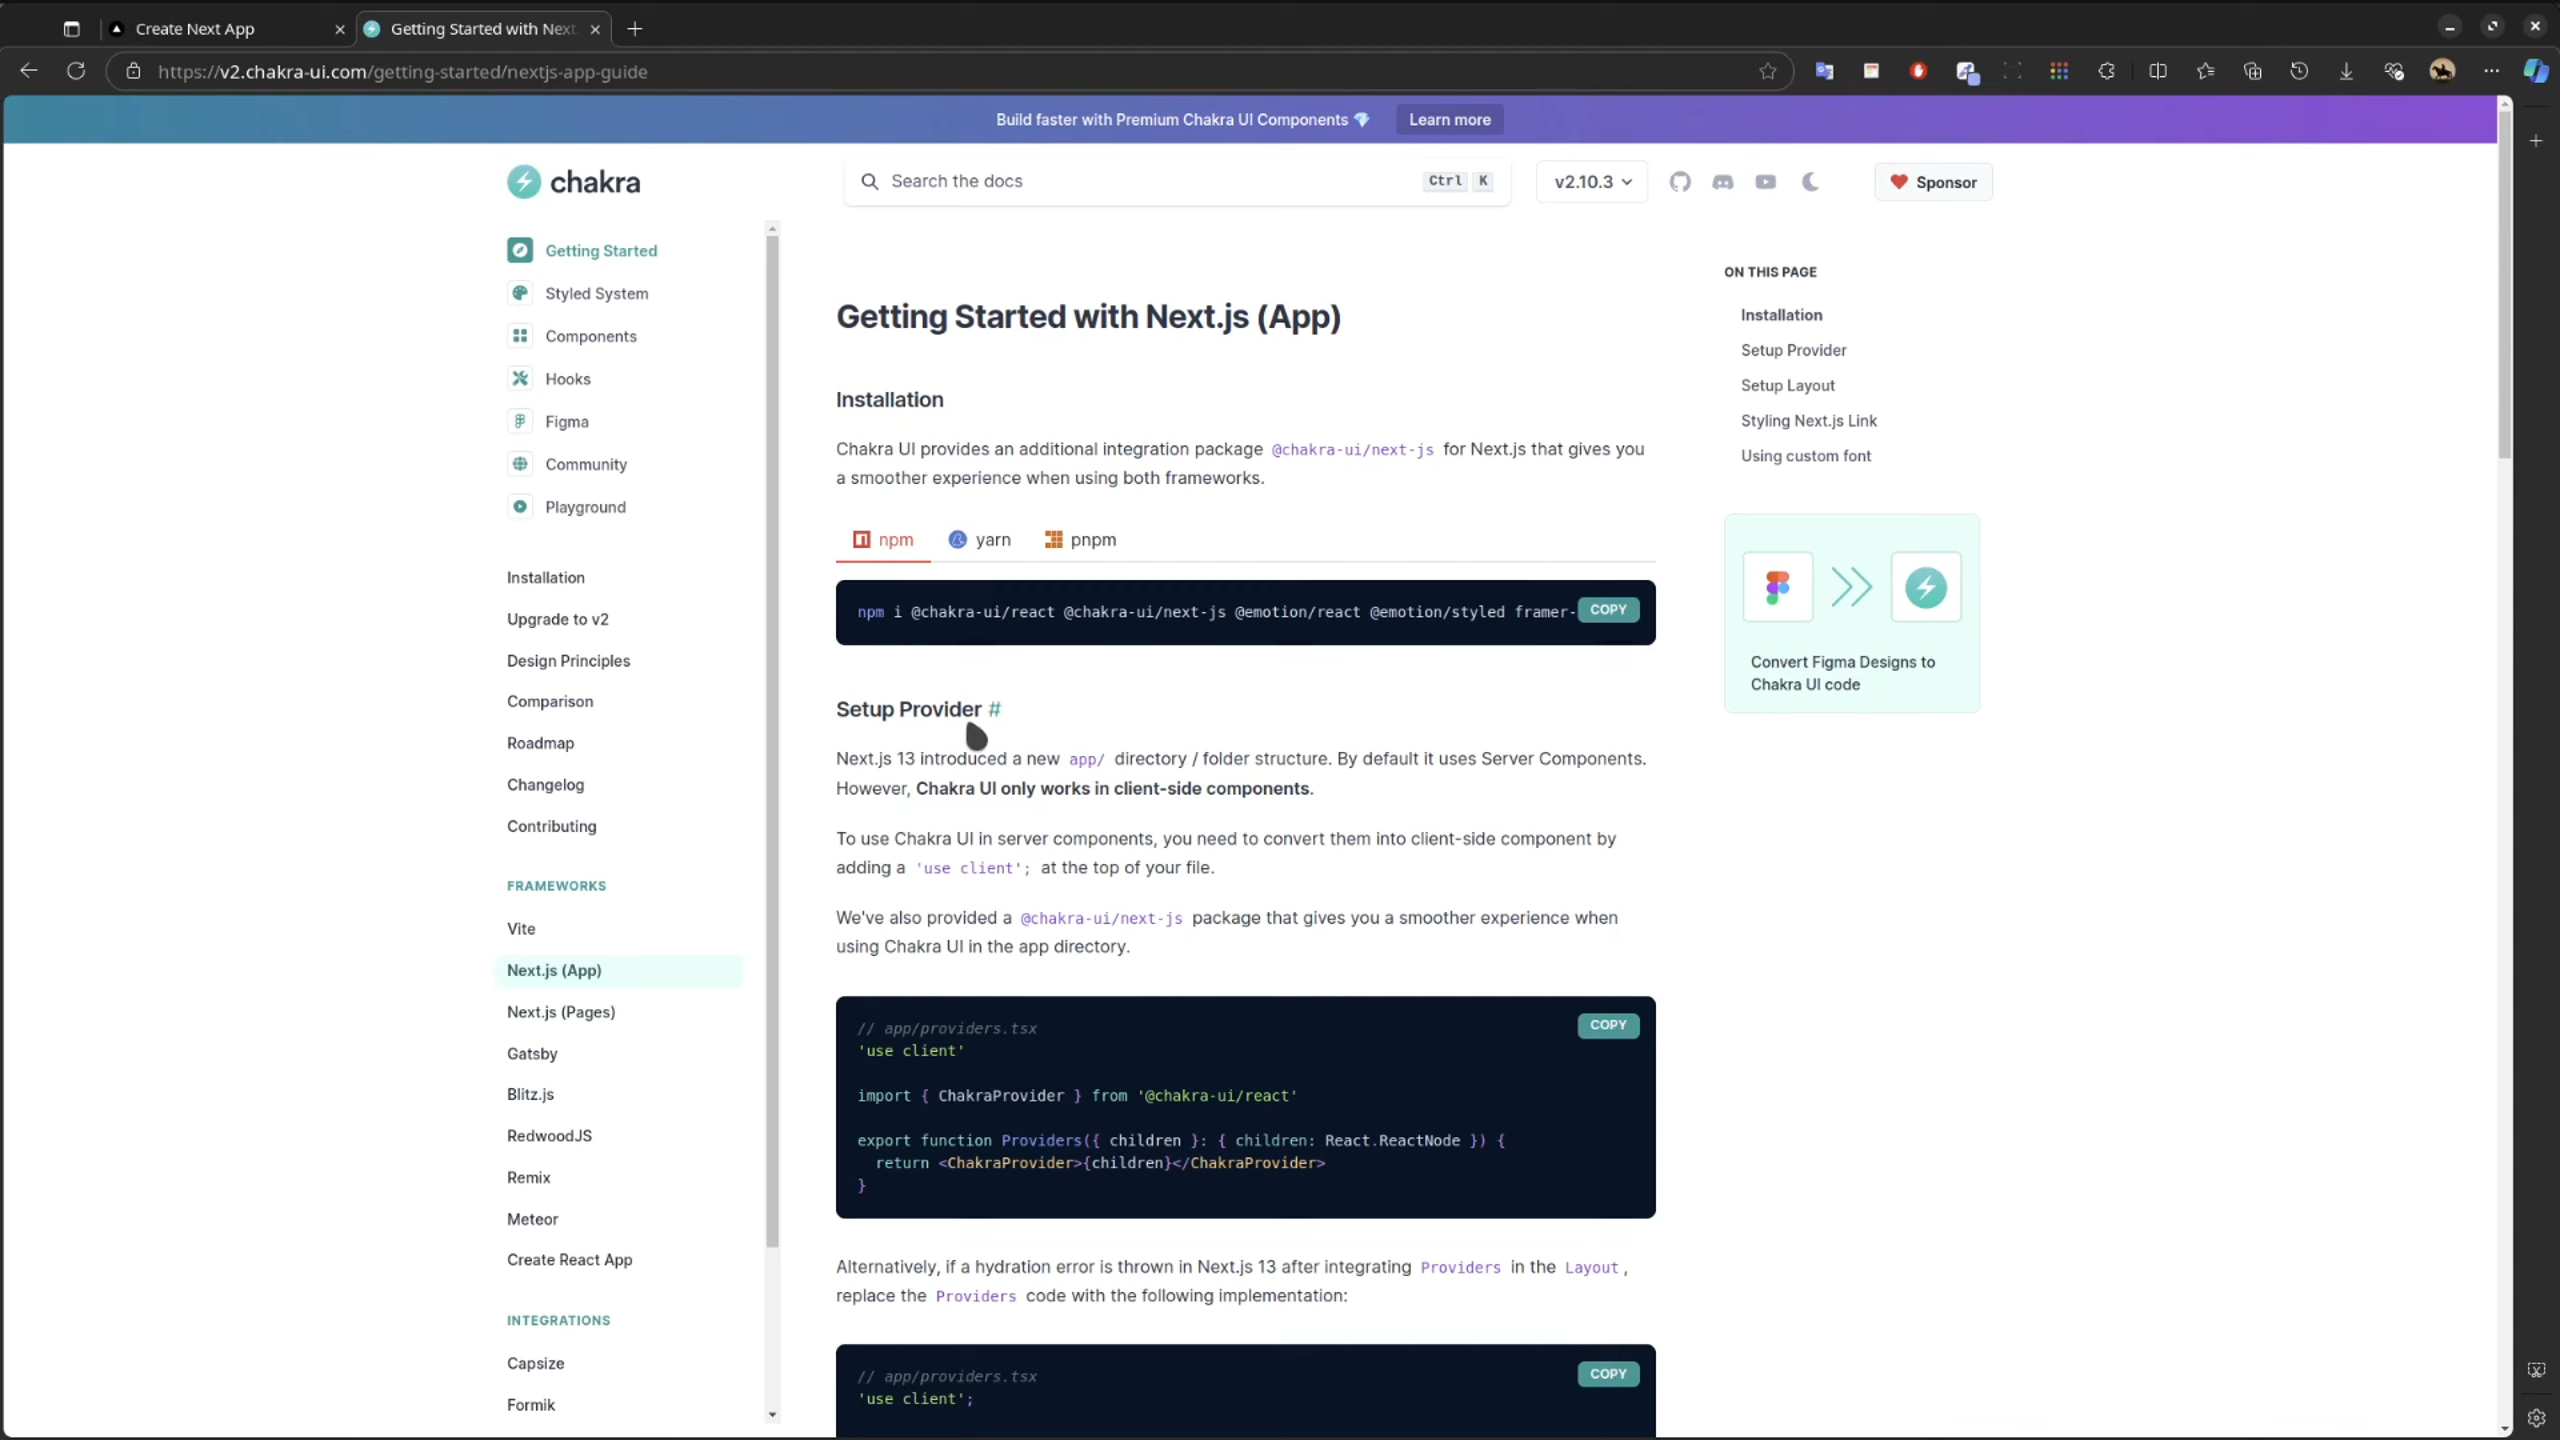 Create Next App
Getting Started with Next.
https://v2.chakra-ui.com/getting-started/nextjs-app-guide
Build faster with Premium Chakra UI Components 💎
Learn more
chakra
Search the docs
Ctrl K
v2.10.3
Sponsor
Getting Started
Styled System
Components
Hooks
Figma
Community
Playground
Installation
Upgrade to v2
Design Principles
Comparison
Roadmap
Changelog
Contributing
FRAMEWORKS
Vite
Next.js (App)
Next.js (Pages)
Gatsby
Blitz.js
RedwoodJS
Remix
Meteor
Create React App
INTEGRATIONS
Capsize
Formik
Getting Started with Next.js (App)
Installation
Chakra UI provides an additional integration package @chakra-ui/next-js for Next.js that gives you
a smoother experience when using both frameworks.
npm
yarn
pnpm
npm i @chakra-ui/react @chakra-ui/next-js @emotion/react @emotion/styled framer-
COPY
Setup Provider #
Next.js 13 introduced a new app/ directory / folder structure. By default it uses Server Components.
However, Chakra UI only works in client-side components.
To use Chakra UI in server components, you need to convert them into client-side component by
adding a 'use client'; at the top of your file.
We've also provided a @chakra-ui/next-js package that gives you a smoother experience when
using Chakra UI in the app directory.
// app/providers.tsx
COPY
'use client'
import { ChakraProvider } from '@chakra-ui/react'
export function Providers({ children }: { children: React.ReactNode }) {
return <ChakraProvider>{children}</ChakraProvider>
}
Alternatively, if a hydration error is thrown in Next.js 13 after integrating Providers in the Layout,
replace the Providers code with the following implementation:
// app/providers.tsx
COPY
'use client';
ON THIS PAGE
Installation
Setup Provider
Setup Layout
Styling Next.js Link
Using custom font
Convert Figma Designs to
Chakra UI code